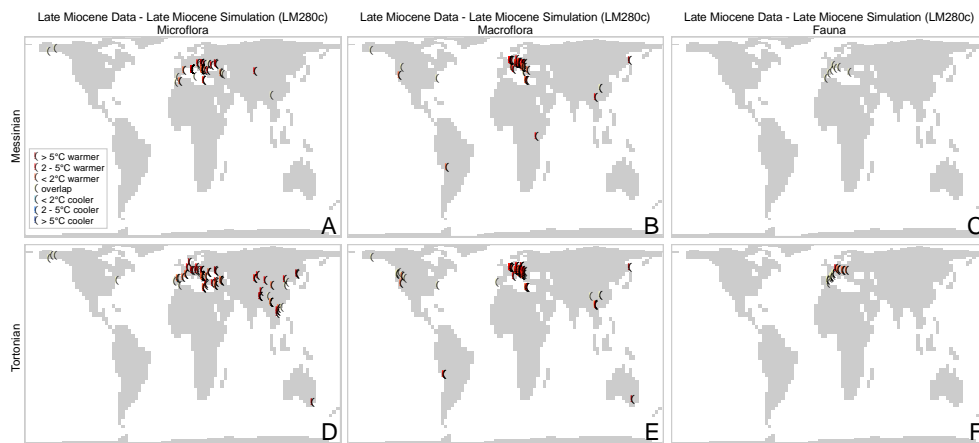 Late Miocene Data - Late Miocene Simulation (LM280c)
Microflora
Late Miocene Data - Late Miocene Simulation (LM280c)
Macroflora
Late Miocene Data - Late Miocene Simulation (LM280c)
Fauna
Messinian
> 5°C warmer
2 - 5°C warmer
< 2°C warmer
overlap
< 2°C cooler
2 - 5°C cooler
> 5°C cooler
A
B
C
Tortonian
D
E
F